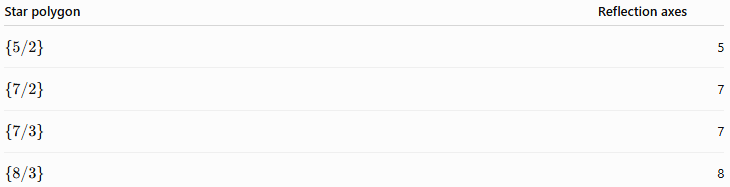 Star polygon Reflection axes
{5/2} 5
{7/2} 7
{7/3} 7
{8/3} 8